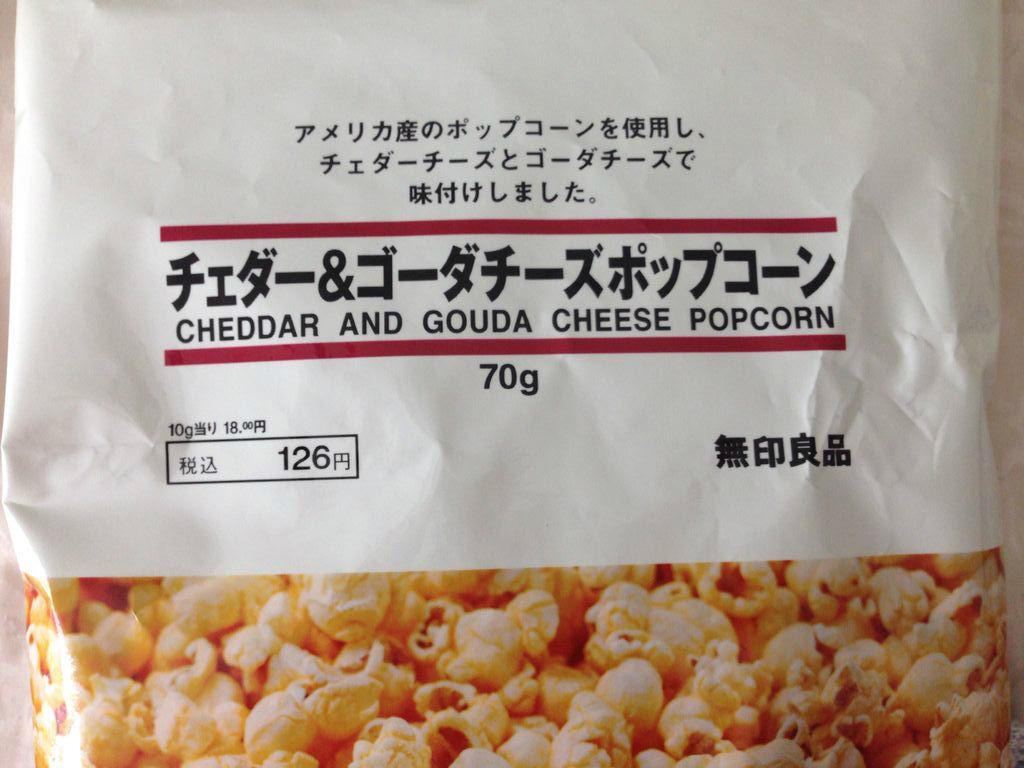 アメリカ産のポップコーンを使用し、
チェダーチーズとゴーダチーズで
味付けしました。
チェダー&ゴーダチーズポップコーン
CHEDDAR AND GOUDA CHEESE POPCORN
70g
10g当り 18.00円
税込 126円
無印良品